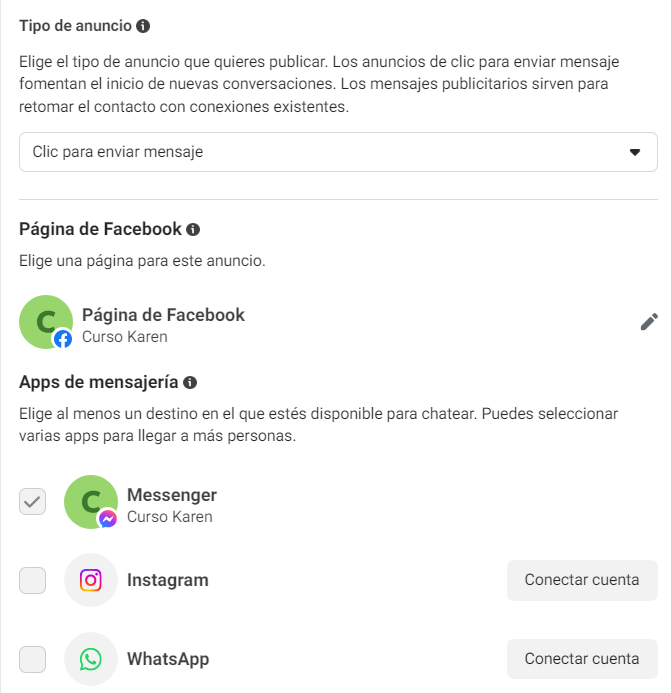 Tipo de anuncio
Elige el tipo de anuncio que quieres publicar. Los anuncios de clic para enviar mensaje
fomentan el inicio de nuevas conversaciones. Los mensajes publicitarios sirven para
retomar el contacto con conexiones existentes.
Clic para enviar mensaje
Página de Facebook
Elige una página para este anuncio.
C
Página de Facebook
Curso Karen
Apps de mensajería
Elige al menos un destino en el que estés disponible para chatear. Puedes seleccionar
varias apps para llegar a más personas.
C
Messenger
Curso Karen
Instagram
Conectar cuenta
WhatsApp
Conectar cuenta